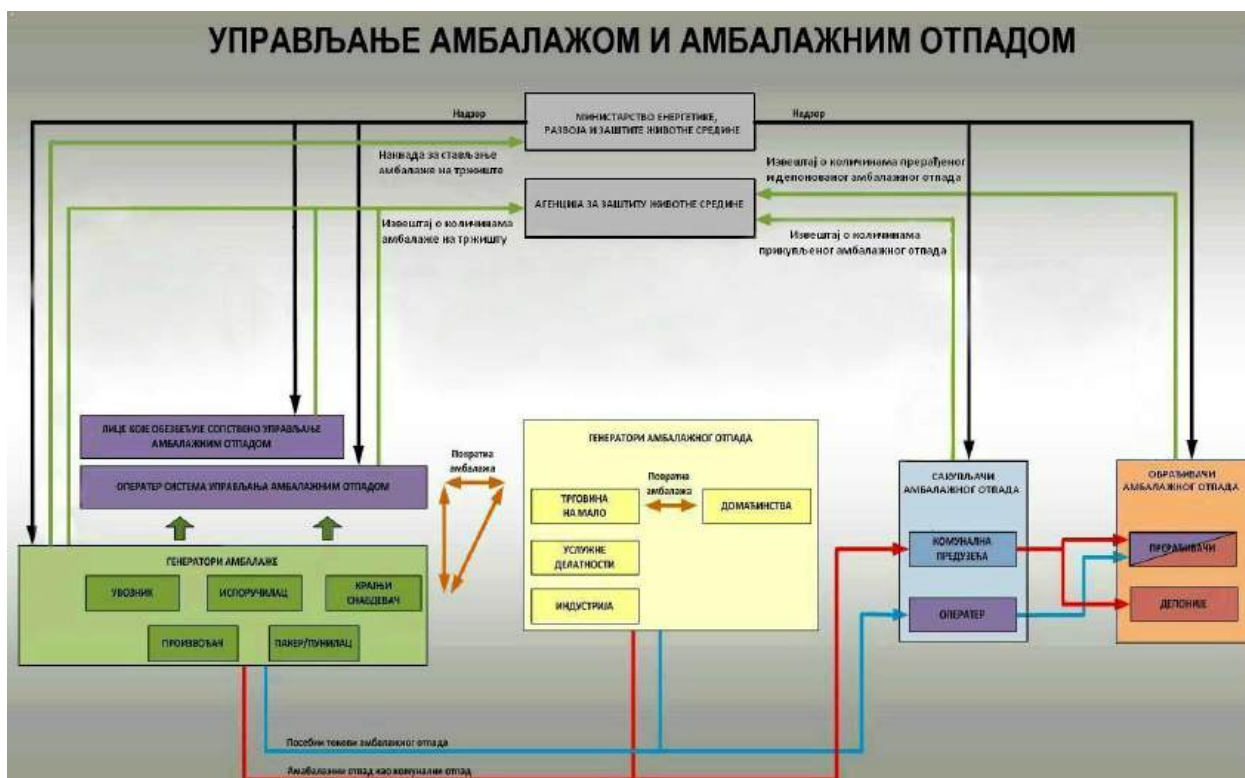 УПРАВЉАЊЕ АМБАЛАЖОМ И АМБАЛАЖНИМ ОТПАДОМ
Надзор
МИНИСТАРСТВО ЕНЕРГЕТИКЕ,
РАЗВОЈА И ЗАШТИТЕ ЖИВОТНЕ СРЕДИНЕ
Надзор
Накнада за стављање
амбалаже на тржиште
Извештај о количинама прерађеног
и депонованог амбалажног отпада
АГЕНЦИЈА ЗА ЗАШТИТУ ЖИВОТНЕ СРЕДИНЕ
Извештај о количинама
амбалаже на тржишту
Извештај о количинама
прикупљеног амбалажног отпада
ЛИЦЕ КОЈЕ ОБЕЗБЕЂУЈЕ СОПСТВЕНО УПРАВЉАЊЕ
АМБАЛАЖНИМ ОТПАДОМ
ОПЕРАТЕР СИСТЕМА УПРАВЉАЊА АМБАЛАЖНИМ ОТПАДОМ
Повратна
амбалажа
ГЕНЕРАТОРИ АМБАЛАЖЕ
УВОЗНИК
ИСПОРУЧИЛАЦ
КРАЈЊИ
СНАБДЕВАЧ
ПРОИЗВОЂАЧ
ПАКЕР/ПУНИЛАЦ
ГЕНЕРАТОРИ АМБАЛАЖНОГ ОТПАДА
ТРГОВИНА
НА МАЛО
Повратна
амбалажа
ДОМАЋИНСТВА
УСЛУЖНЕ
ДЕЛАТНОСТИ
ИНДУСТРИЈА
САКУПЉАЧИ
АМБАЛАЖНОГ ОТПАДА
КОМУНАЛНА
ПРЕДУЗЕЋА
ОПЕРАТЕР
ОБРАЂИВАЧИ
АМБАЛАЖНОГ ОТПАДА
ПРЕРАЂИВАЧИ
ДЕПОНИЈЕ
Посебни токови амбалажног отпада
Амабалазни отпад као комунални отпад